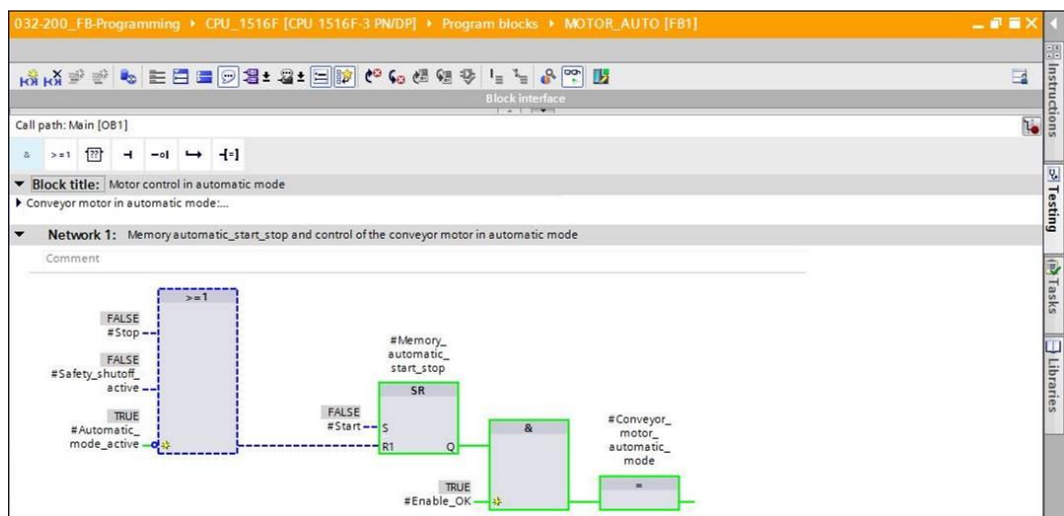 032-200_FB-Programming ▸ CPU_1516F [CPU 1516F-3 PN/DP] ▸ Program blocks ▸ MOTOR_AUTO [FB1]
Block interface
Call path: Main [OB1]
& >=1 ?? ⊣ -o| ↦ -[=]
Block title: Motor control in automatic mode
Conveyor motor in automatic mode:...
Network 1: Memory automatic_start_stop and control of the conveyor motor in automatic mode
Comment
>=1
FALSE
#Stop
FALSE
#Safety_shutoff_
active
TRUE
#Automatic_
mode_active
#Memory_
automatic_
start_stop
SR
FALSE
#Start
S
R1
Q
&
TRUE
#Enable_OK
#Conveyor_
motor_
automatic_
mode
=
Instructions
Testing
Tasks
Libraries